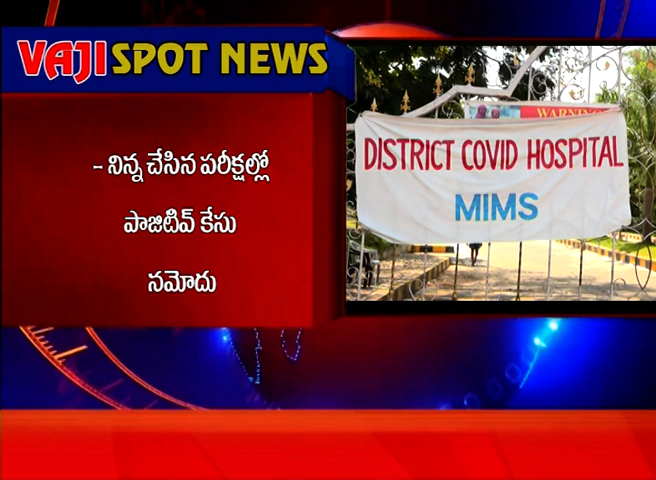 VAJI SPOT NEWS
- నిన్న చేసిన పరీక్షల్లో
పాజిటివ్ కేసు
నమోదు
WARNING
DISTRICT COVID HOSPITAL
MIMS